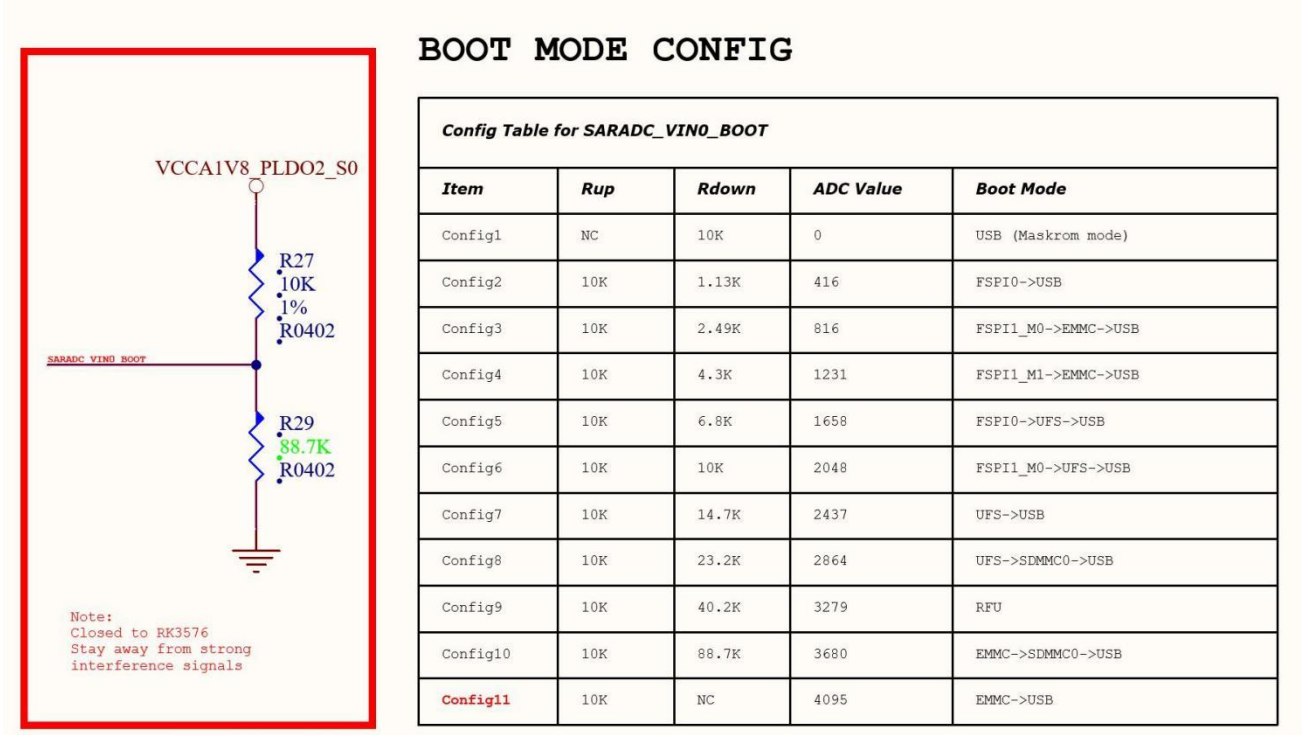 BOOT MODE CONFIG
VCCA1V8_PLDO2_S0
R27
10K
1%
R0402
SARADC_VIN0_BOOT
R29
88.7K
R0402
Note:
Closed to RK3576
Stay away from strong
interference signals
Config Table for SARADC_VIN0_BOOT
Item Rup Rdown ADC Value Boot Mode
Config1 NC 10K 0 USB (Maskrom mode)
Config2 10K 1.13K 416 FSPI0->USB
Config3 10K 2.49K 816 FSPI1_M0->EMMC->USB
Config4 10K 4.3K 1231 FSPI1_M1->EMMC->USB
Config5 10K 6.8K 1658 FSPI0->UFS->USB
Config6 10K 10K 2048 FSPI1_M0->UFS->USB
Config7 10K 14.7K 2437 UFS->USB
Config8 10K 23.2K 2864 UFS->SDMMC0->USB
Config9 10K 40.2K 3279 RFU
Config10 10K 88.7K 3680 EMMC->SDMMC0->USB
Config11 10K NC 4095 EMMC->USB